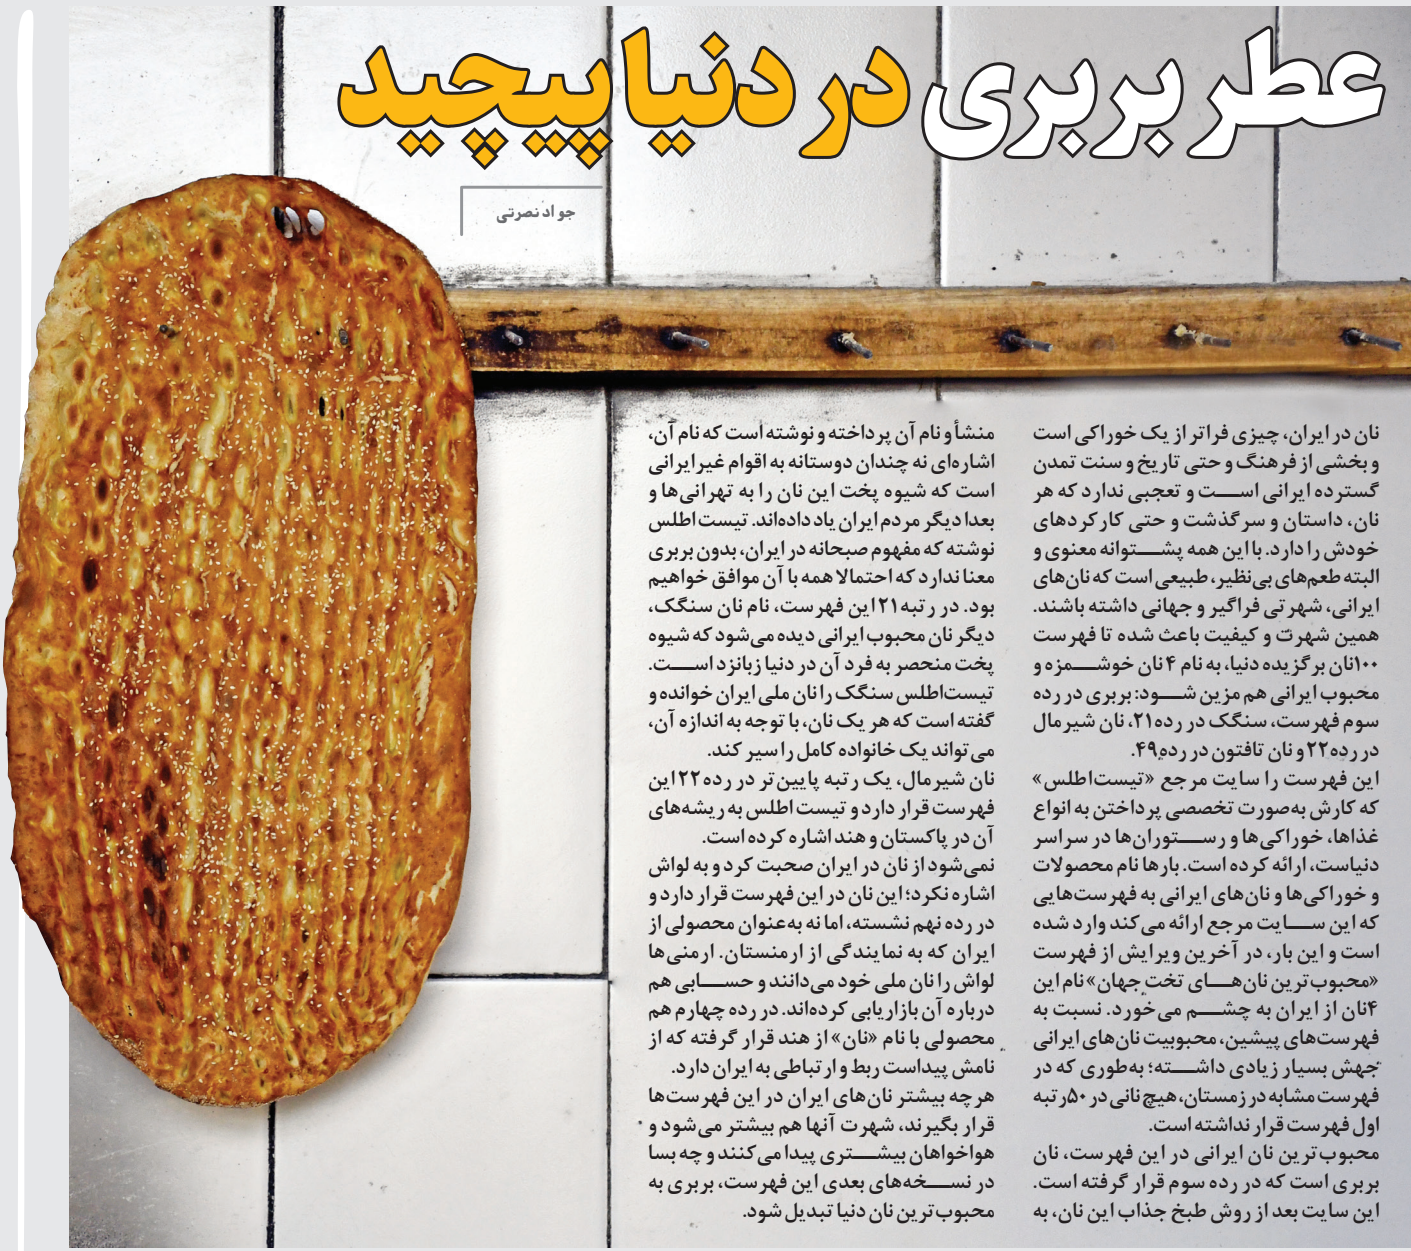 عطر بربری در دنیا پیچید
جواد نصرتی
نان در ایران، چیزی فراتر از یک خوراکی است
و بخشی از فرهنگ و حتی تاریخ و سنت تمدن
گسترده ایرانی است و تعجبی ندارد که هر
نان، داستان و سرگذشت و حتی کارکردهای
خودش را دارد. با این همه پشتوانه معنوی و
البته طعم‌های بی‌نظیر، طبیعی است که نان‌های
ایرانی، شهرتی فراگیر و جهانی داشته باشند.
همین شهرت و کیفیت باعث شده تا فهرست
۱۰۰نان برگزیده دنیا، به نام ۴ نان خوشمزه و
محبوب ایرانی هم مزین شود: بربری در رده
سوم فهرست، سنگک در رده ۲۱، نان شیرمال
در رده ۲۲ و نان تافتون در رده ۴۹.
این فهرست را سایت مرجع «تیست‌اطلس»
که کارش به‌صورت تخصصی پرداختن به انواع
غذاها، خوراکی‌ها و رستوران‌ها در سراسر
دنیاست، ارائه کرده است. بارها نام محصولات
و خوراکی‌ها و نان‌های ایرانی به فهرست‌هایی
که این سایت مرجع ارائه می‌کند وارد شده
است و این بار، در آخرین ویرایش از فهرست
«محبوب‌ترین نان‌های تخت جهان» نام این
۴نان از ایران به چشم می‌خورد. نسبت به
فهرست‌های پیشین، محبوبیت نان‌های ایرانی
جهش بسیار زیادی داشته؛ به‌طوری که در
فهرست مشابه در زمستان، هیچ نانی در ۵۰رتبه
اول فهرست قرار نداشته است.
محبوب‌ترین نان ایرانی در این فهرست، نان
بربری است که در رده سوم قرار گرفته است.
این سایت بعد از روش طبخ جذاب این نان، به
منشأ و نام آن پرداخته و نوشته است که نام آن،
اشاره‌ای نه چندان دوستانه به اقوام غیرایرانی
است که شیوه پخت این نان را به تهرانی‌ها و
بعدا دیگر مردم ایران یاد داده‌اند. تیست اطلس
نوشته که مفهوم صبحانه در ایران، بدون بربری
معنا ندارد که احتمالا همه با آن موافق خواهیم
بود. در رتبه ۲۱ این فهرست، نام نان سنگک،
دیگر نان محبوب ایرانی دیده می‌شود که شیوه
پخت منحصر به فرد آن در دنیا زبانزد است.
تیست‌اطلس سنگک را نان ملی ایران خوانده و
گفته است که هر یک نان، با توجه به اندازه آن،
می‌تواند یک خانواده کامل را سیر کند.
نان شیرمال، یک رتبه پایین‌تر در رده ۲۲ این
فهرست قرار دارد و تیست اطلس به ریشه‌های
آن در پاکستان و هند اشاره کرده است.
نمی‌شود از نان در ایران صحبت کرد و به لواش
اشاره نکرد؛ این نان در این فهرست قرار دارد و
در رده نهم نشسته، اما نه به‌عنوان محصولی از
ایران که به نمایندگی از ارمنستان. ارمنی‌ها
لواش را نان ملی خود می‌دانند و حسابی هم
درباره آن بازاریابی کرده‌اند. در رده چهارم هم
محصولی با نام «نان» از هند قرار گرفته که از
نامش پیداست ربط و ارتباطی به ایران دارد.
هرچه بیشتر نان‌های ایران در این فهرست‌ها
قرار بگیرند، شهرت آنها هم بیشتر می‌شود و
هواخواهان بیشتری پیدا می‌کنند و چه بسا
در نسخه‌های بعدی این فهرست، بربری به
محبوب‌ترین نان دنیا تبدیل شود.